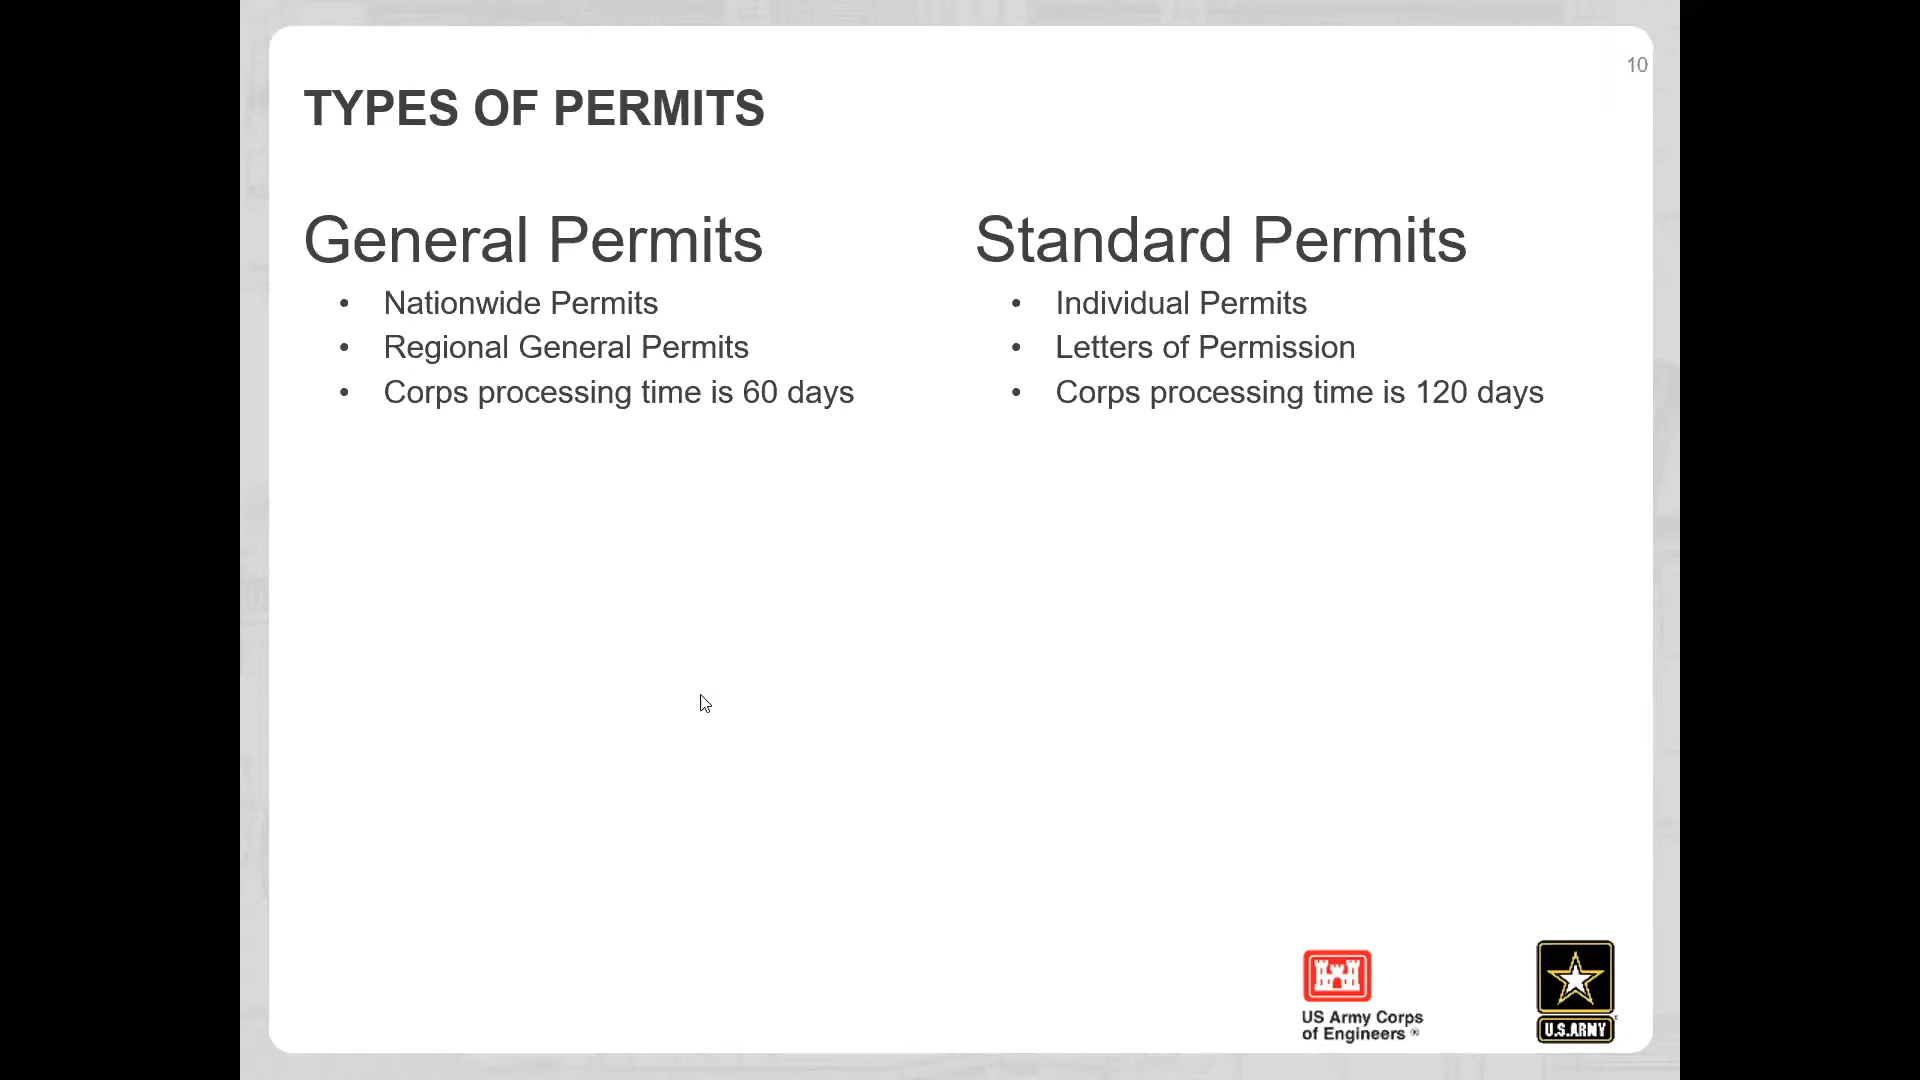 10
TYPES OF PERMITS
General Permits
• Nationwide Permits
• Regional General Permits
• Corps processing time is 60 days
Standard Permits
• Individual Permits
• Letters of Permission
• Corps processing time is 120 days
US Army Corps
of Engineers ®
U.S.ARMY